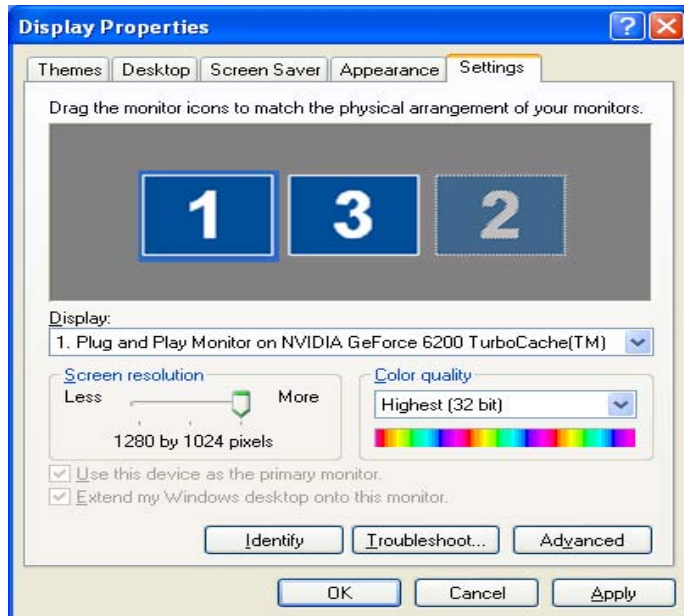 Display Properties
Themes Desktop Screen Saver Appearance Settings
Drag the monitor icons to match the physical arrangement of your monitors.
1 3 2
Display:
1. Plug and Play Monitor on NVIDIA GeForce 6200 TurboCache(TM)
Screen resolution Color quality
Less More Highest (32 bit)
1280 by 1024 pixels
Use this device as the primary monitor.
Extend my Windows desktop onto this monitor.
Identify Troubleshoot... Advanced
OK Cancel Apply